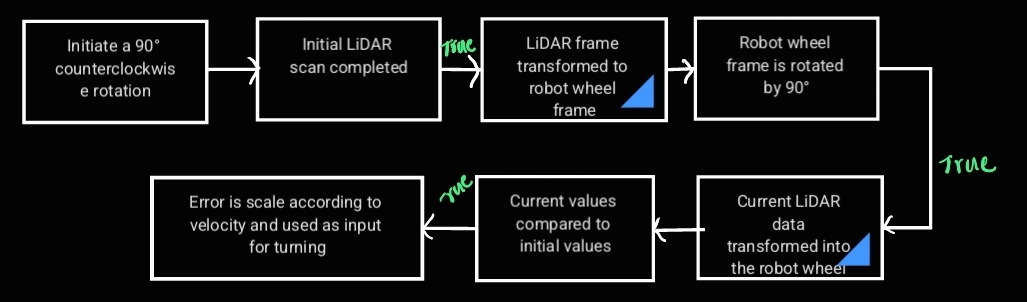 Initiate a 90°
counterclockwis
e rotation
Initial LiDAR
scan completed
True
LiDAR frame
transformed to
robot wheel
frame
Robot wheel
frame is rotated
by 90°
True
Current LiDAR
data
transformed into
the robot wheel
Current values
compared to
initial values
rue
Error is scale according to
velocity and used as input
for turning